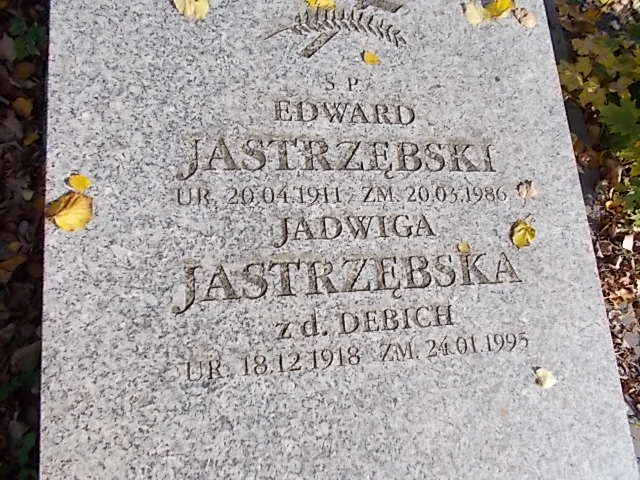 S P.
EDWARD
JASTRZĘBSKI
UR. 20.04.1911, ZM. 20.03.1986
JADWIGA
JASTRZĘBSKA
z d. DEBICH
UR. 18.12.1918 ZM. 24.01.1995